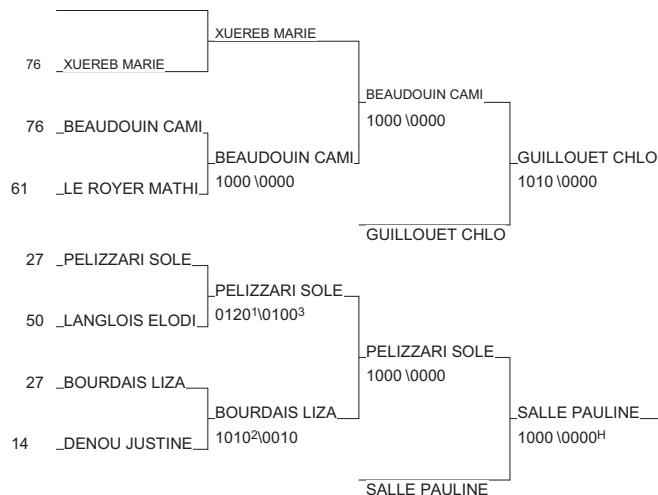 XUEREB MARIE
76 XUEREB MARIE
BEAUDOUIN CAMI
1000 \0000
76 BEAUDOUIN CAMI
BEAUDOUIN CAMI
1000 \0000
GUILLOUET CHLO
1010 \0000
61 LE ROYER MATHI
GUILLOUET CHLO
27 PELIZZARI SOLE
PELIZZARI SOLE
0120¹\0100³
50 LANGLOIS ELODI
PELIZZARI SOLE
1000 \0000
27 BOURDAIS LIZA
BOURDAIS LIZA
1010²\0010
SALLE PAULINE
1000 \0000ᴴ
14 DENOU JUSTINE
SALLE PAULINE